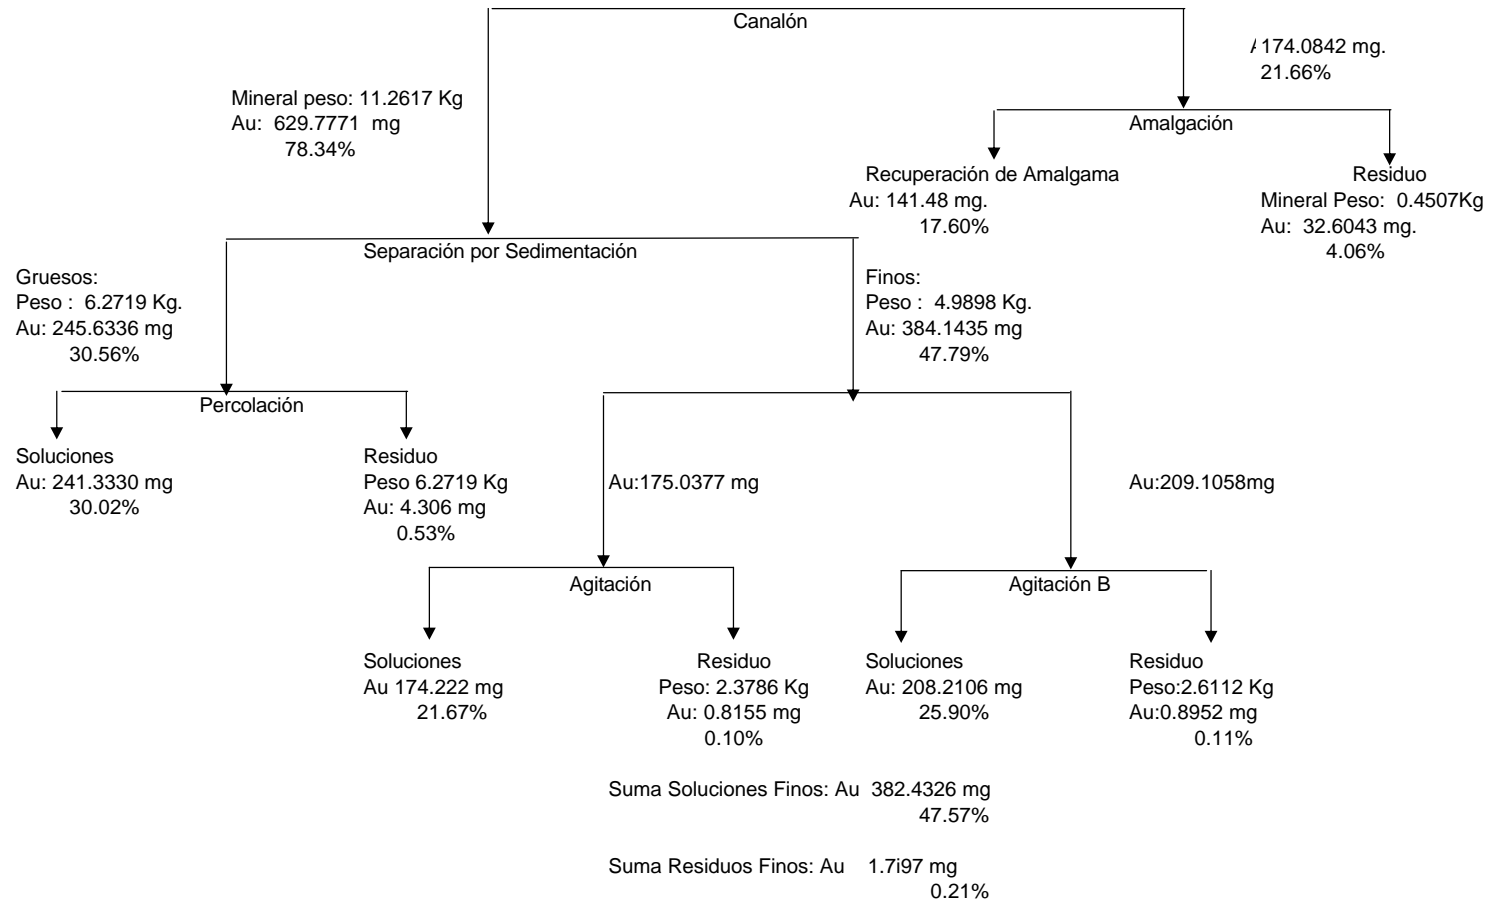 Canalón
174.0842 mg.
21.66%
Mineral peso: 11.2617 Kg
Au: 629.7771 mg
78.34%
Amalgación
Recuperación de Amalgama
Au: 141.48 mg.
17.60%
Residuo
Mineral Peso: 0.4507Kg
Au: 32.6043 mg.
4.06%
Separación por Sedimentación
Gruesos:
Peso : 6.2719 Kg.
Au: 245.6336 mg
30.56%
Finos:
Peso : 4.9898 Kg.
Au: 384.1435 mg
47.79%
Percolación
Soluciones
Au: 241.3330 mg
30.02%
Residuo
Peso 6.2719 Kg
Au: 4.306 mg
0.53%
Au:175.0377 mg
Au:209.1058mg
Agitación
Agitación B
Soluciones
Au 174.222 mg
21.67%
Residuo
Peso: 2.3786 Kg
Au: 0.8155 mg
0.10%
Soluciones
Au: 208.2106 mg
25.90%
Residuo
Peso:2.6112 Kg
Au:0.8952 mg
0.11%
Suma Soluciones Finos: Au 382.4326 mg
47.57%
Suma Residuos Finos: Au 1.7i97 mg
0.21%